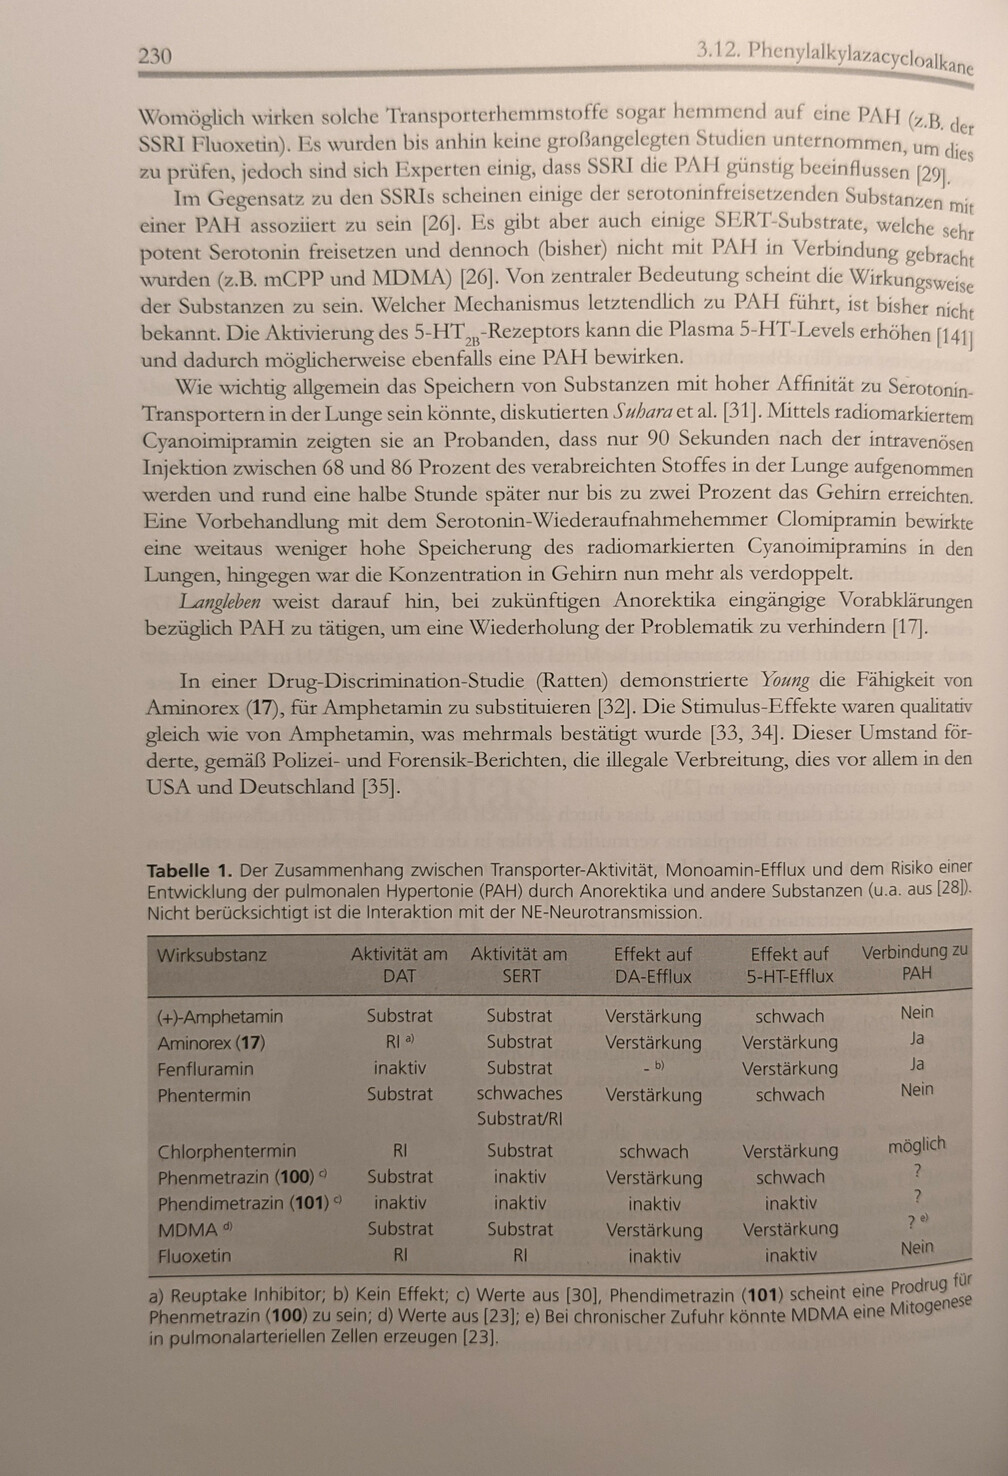 230
3.12. Phenylalkylazacycloalkane
Womöglich wirken solche Transporterhemmstoffe sogar hemmend auf eine PAH (z.B. der
SSRI Fluoxetin). Es wurden bis anhin keine großangelegten Studien unternommen, um dies
zu prüfen, jedoch sind sich Experten einig, dass SSRI die PAH günstig beeinflussen [29].
Im Gegensatz zu den SSRIs scheinen einige der serotoninfreisetzenden Substanzen mit
einer PAH assoziiert zu sein [26]. Es gibt aber auch einige SERT-Substrate, welche sehr
potent Serotonin freisetzen und dennoch (bisher) nicht mit PAH in Verbindung gebracht
wurden (z.B. mCPP und MDMA) [26]. Von zentraler Bedeutung scheint die Wirkungsweise
der Substanzen zu sein. Welcher Mechanismus letztendlich zu PAH führt, ist bisher nicht
bekannt. Die Aktivierung des 5-HT2B-Rezeptors kann die Plasma 5-HT-Levels erhöhen [141]
und dadurch möglicherweise ebenfalls eine PAH bewirken.
Wie wichtig allgemein das Speichern von Substanzen mit hoher Affinität zu Serotonin-
Transportern in der Lunge sein könnte, diskutierten Suhara et al. [31]. Mittels radiomarkiertem
Cyanoimipramin zeigten sie an Probanden, dass nur 90 Sekunden nach der intravenösen
Injektion zwischen 68 und 86 Prozent des verabreichten Stoffes in der Lunge aufgenommen
werden und rund eine halbe Stunde später nur bis zu zwei Prozent das Gehirn erreichten.
Eine Vorbehandlung mit dem Serotonin-Wiederaufnahmehemmer Clomipramin bewirkte
eine weitaus weniger hohe Speicherung des radiomarkierten Cyanoimipramins in den
Lungen, hingegen war die Konzentration in Gehirn nun mehr als verdoppelt.
Langleben weist darauf hin, bei zukünftigen Anorektika eingängige Vorabklärungen
bezüglich PAH zu tätigen, um eine Wiederholung der Problematik zu verhindern [17].
In einer Drug-Discrimination-Studie (Ratten) demonstrierte Young die Fähigkeit von
Aminorex (17), für Amphetamin zu substituieren [32]. Die Stimulus-Effekte waren qualitativ
gleich wie von Amphetamin, was mehrmals bestätigt wurde [33, 34]. Dieser Umstand för-
derte, gemäß Polizei- und Forensik-Berichten, die illegale Verbreitung, dies vor allem in den
USA und Deutschland [35].
Tabelle 1. Der Zusammenhang zwischen Transporter-Aktivität, Monoamin-Efflux und dem Risiko einer
Entwicklung der pulmonalen Hypertonie (PAH) durch Anorektika und andere Substanzen (u.a. aus [28]).
Nicht berücksichtigt ist die Interaktion mit der NE-Neurotransmission.
Wirksubstanz Aktivität am Aktivität am Effekt auf Effekt auf Verbindung zu
DAT SERT DA-Efflux 5-HT-Efflux PAH
(+)-Amphetamin Substrat Substrat Verstärkung schwach Nein
Aminorex (17) RI a) Substrat Verstärkung Verstärkung Ja
Fenfluramin inaktiv Substrat - b) Verstärkung Ja
Phentermin Substrat schwaches Verstärkung schwach Nein
Substrat/RI
Chlorphentermin RI Substrat schwach Verstärkung möglich
Phenmetrazin (100) c) Substrat inaktiv Verstärkung schwach ?
Phendimetrazin (101) c) inaktiv inaktiv inaktiv inaktiv ?
MDMA d) Substrat Substrat Verstärkung Verstärkung ? e)
Fluoxetin RI RI inaktiv inaktiv Nein
a) Reuptake Inhibitor; b) Kein Effekt; c) Werte aus [30], Phendimetrazin (101) scheint eine Prodrug für
Phenmetrazin (100) zu sein; d) Werte aus [23]; e) Bei chronischer Zufuhr könnte MDMA eine Mitogenese
in pulmonalarteriellen Zellen erzeugen [23].